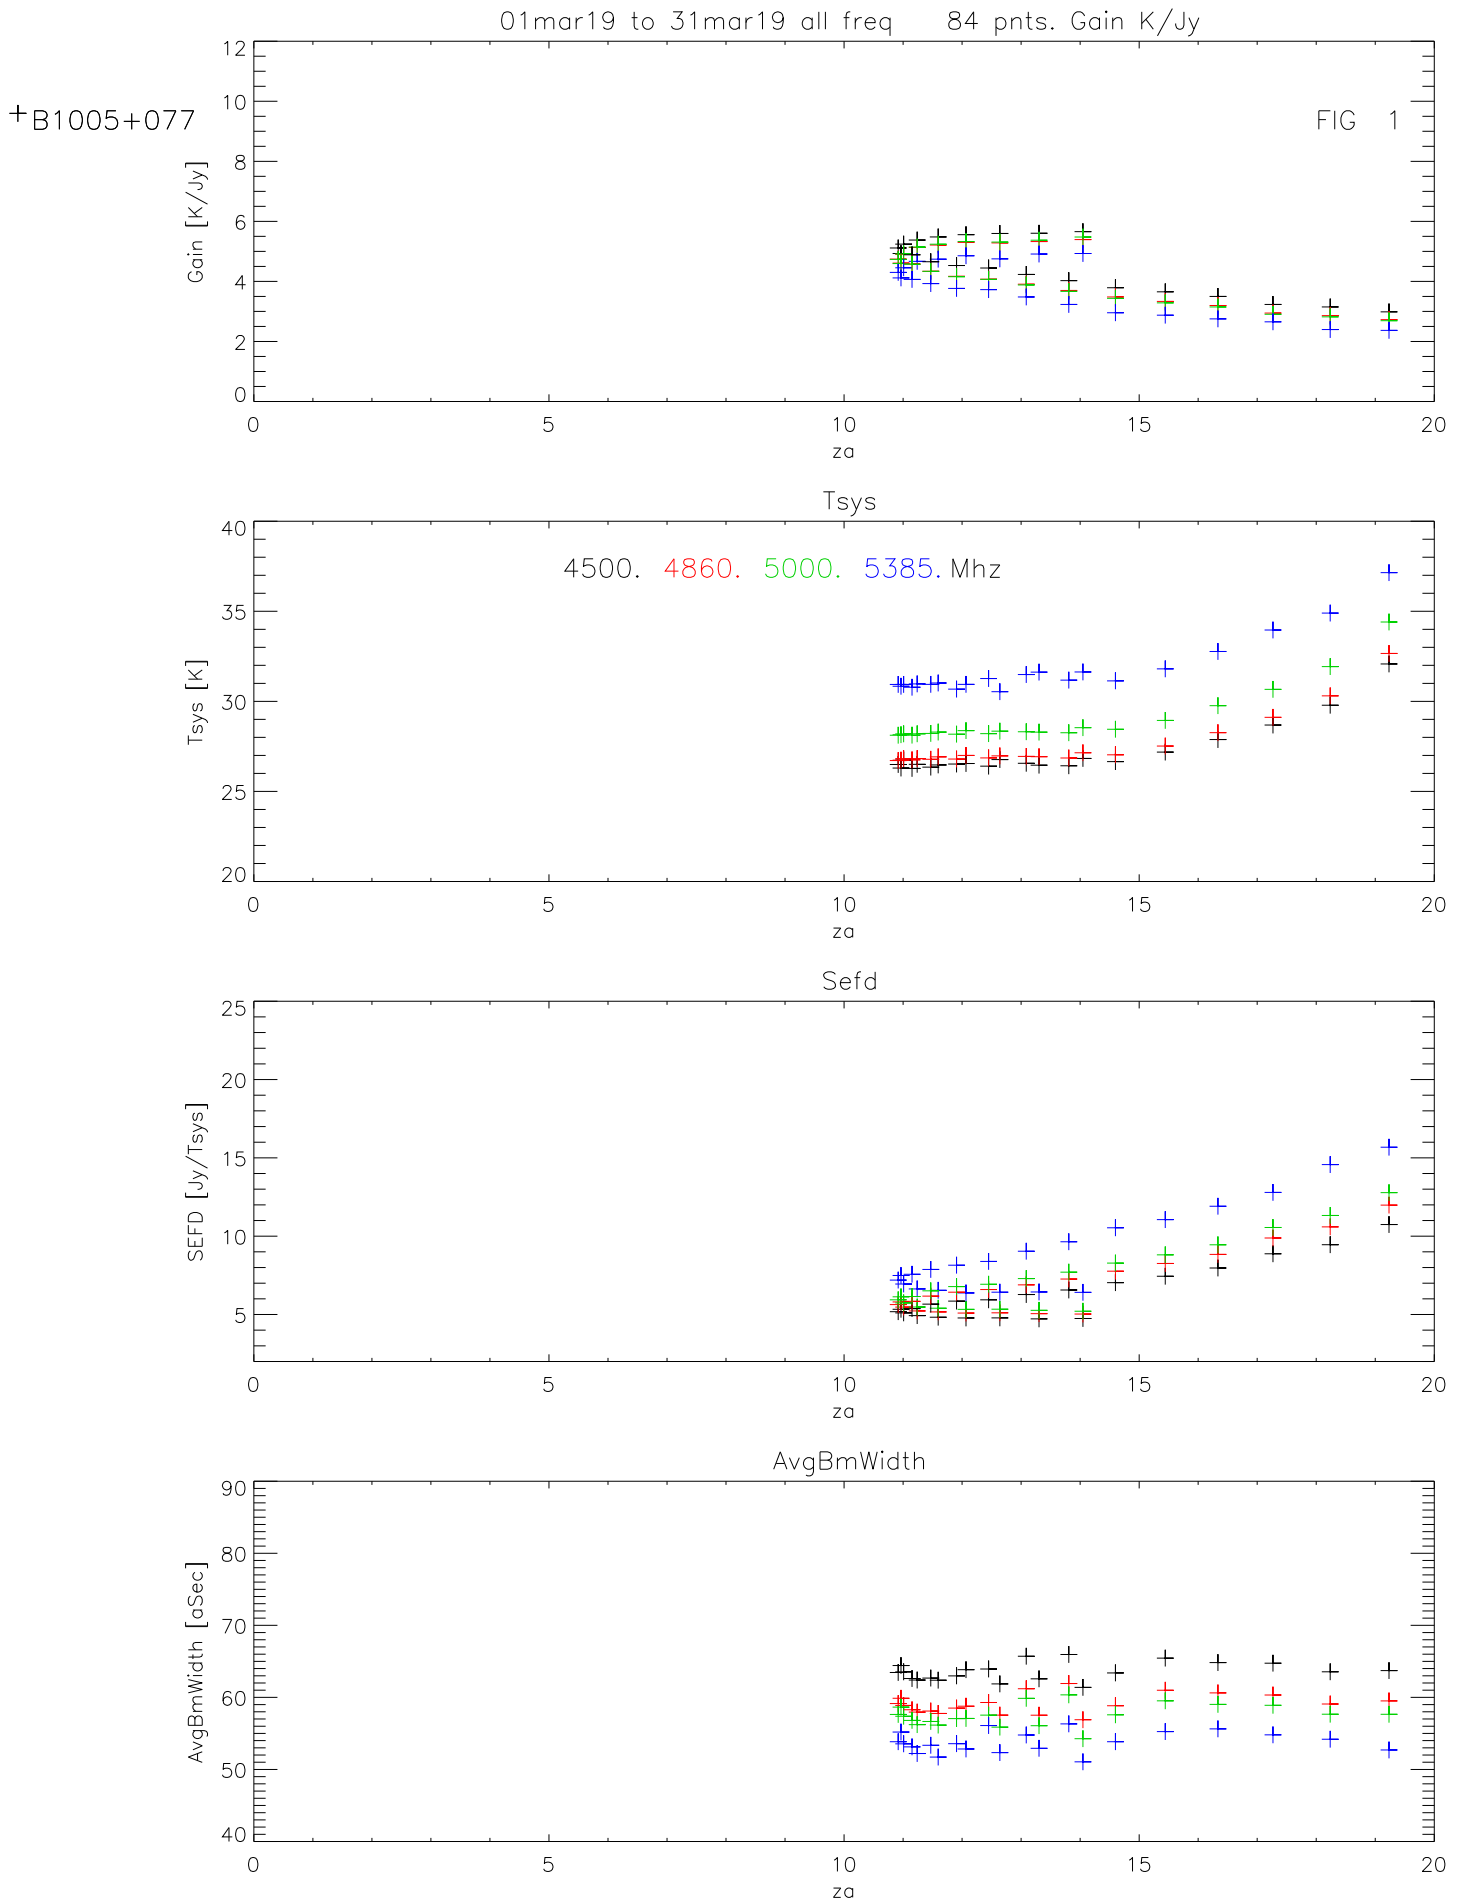 01mar19 to 31mar19 all freq 84 pnts. Gain K/Jy
+B1005+077
FIG 1
Gain [K/Jy]
12
10
8
6
4
2
0
0 5 10 15 20
za
Tsys
4500. 4860. 5000. 5385. Mhz
Tsys [K]
40
35
30
25
20
0 5 10 15 20
za
Sefd
SEFD [Jy/Tsys]
25
20
15
10
5
0 5 10 15 20
za
AvgBmWidth
AvgBmWidth [aSec]
90
80
70
60
50
40
0 5 10 15 20
za